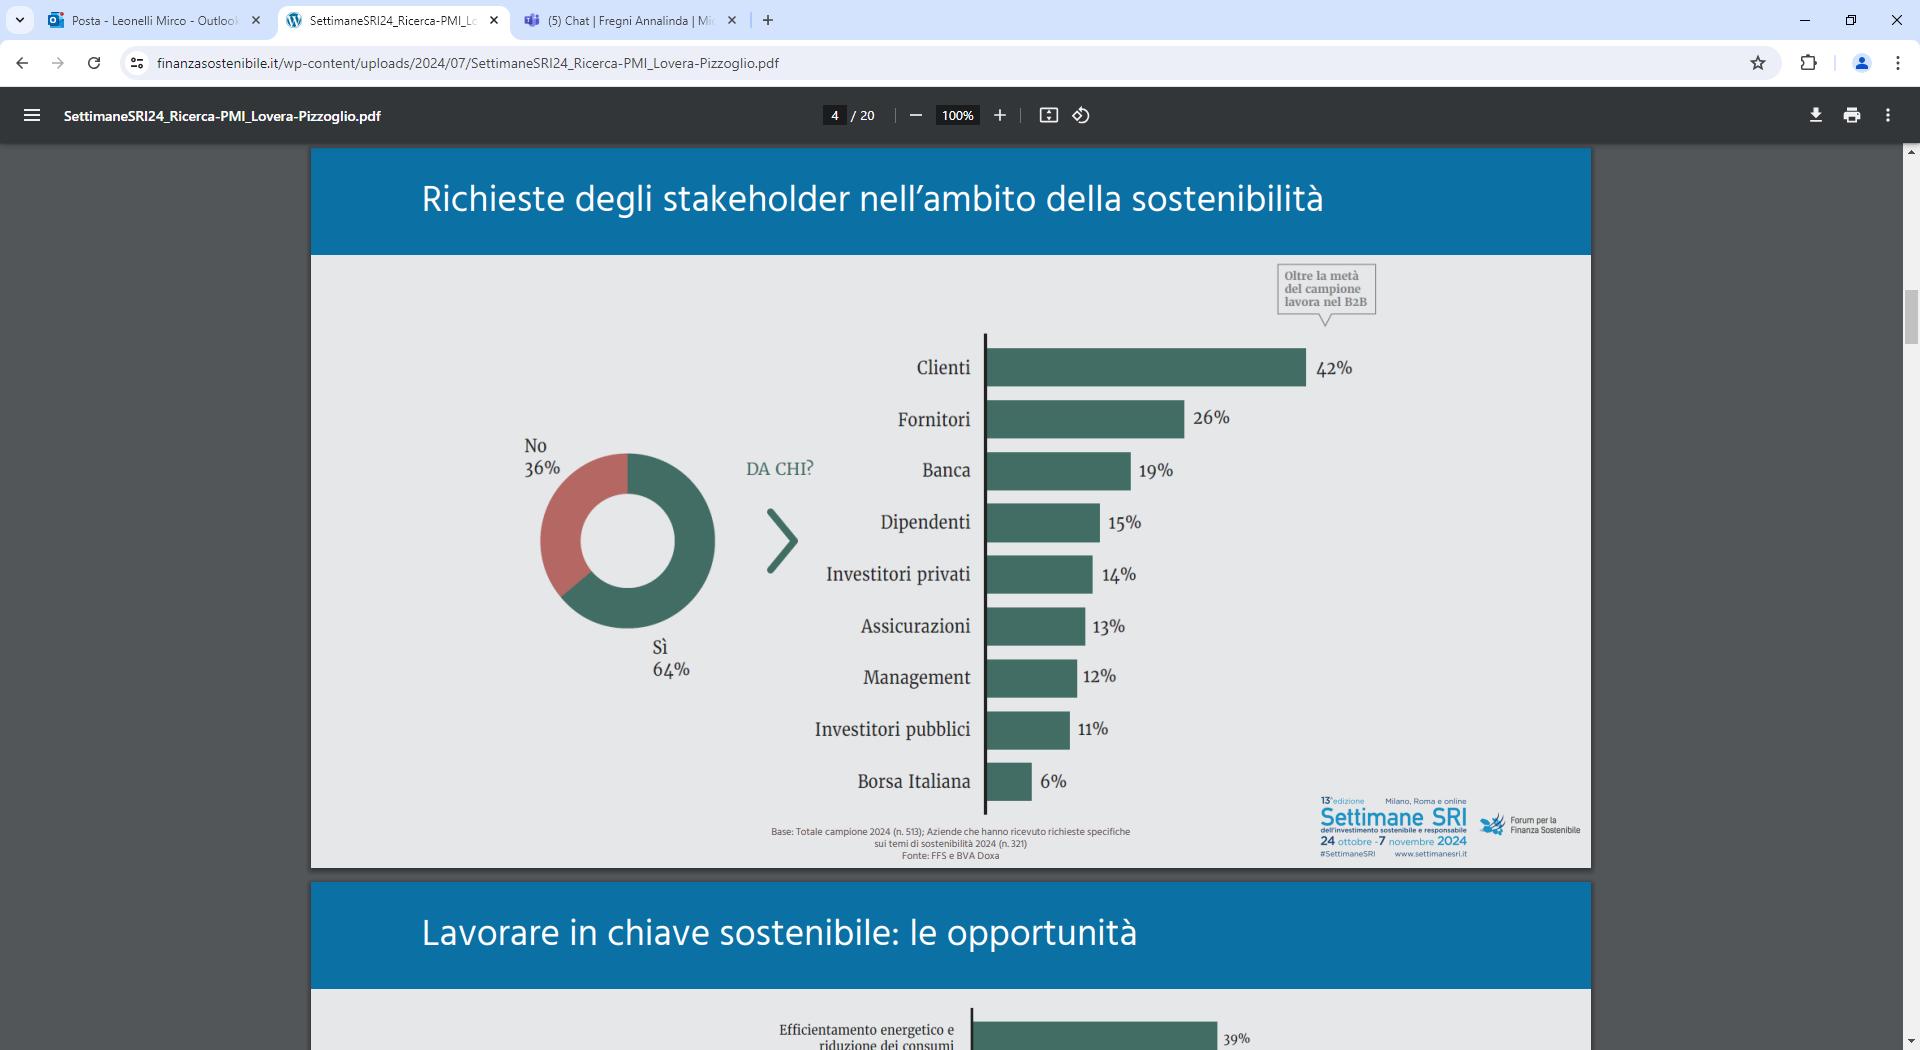 Posta - Leonelli Mirco - Outlook
SettimaneSRI24_Ricerca-PMI_Lo
(5) Chat | Fregni Annalinda | Mic
finanzasostenibile.it/wp-content/uploads/2024/07/SettimaneSRI24_Ricerca-PMI_Lovera-Pizzoglio.pdf
SettimaneSRI24_Ricerca-PMI_Lovera-Pizzoglio.pdf
4 / 20
100%
Richieste degli stakeholder nell’ambito della sostenibilità
Oltre la metà
del campione
lavora nel B2B
No
36%
Sì
64%
DA CHI?
Clienti 42%
Fornitori 26%
Banca 19%
Dipendenti 15%
Investitori privati 14%
Assicurazioni 13%
Management 12%
Investitori pubblici 11%
Borsa Italiana 6%
Base: Totale campione 2024 (n. 513); Aziende che hanno ricevuto richieste specifiche
sui temi di sostenibilità 2024 (n. 321)
Fonte: FFS e BVA Doxa
13ª edizione Milano, Roma e online
Settimane SRI
dell'investimento sostenibile e responsabile
24 ottobre - 7 novembre 2024
#SettimaneSRI www.settimanesri.it
Forum per la
Finanza Sostenibile
Lavorare in chiave sostenibile: le opportunità
Efficientamento energetico e
riduzione dei consumi
39%